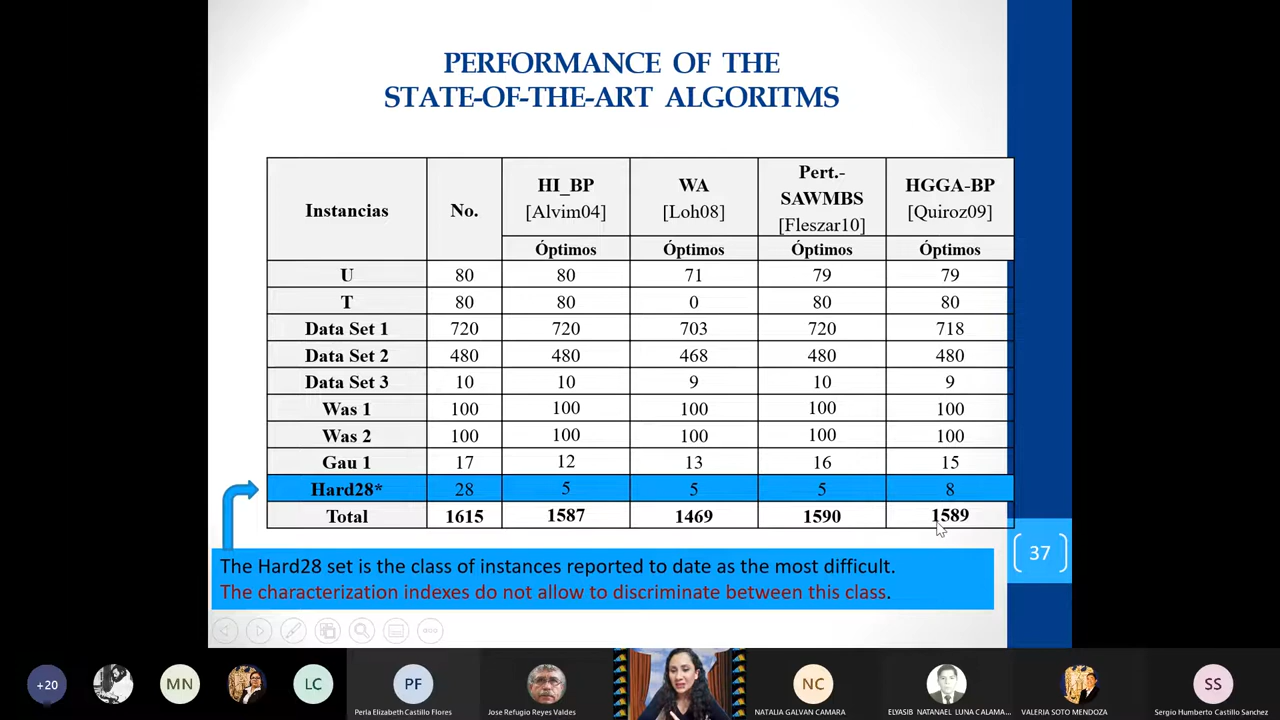 PERFORMANCE OF THE
STATE-OF-THE-ART ALGORITMS
Instancias No. HI_BP [Alvim04] WA [Loh08] Pert.-SAWMBS [Fleszar10] HGGA-BP [Quiroz09]
Óptimos Óptimos Óptimos Óptimos
U 80 80 71 79 79
T 80 80 0 80 80
Data Set 1 720 720 703 720 718
Data Set 2 480 480 468 480 480
Data Set 3 10 10 9 10 9
Was 1 100 100 100 100 100
Was 2 100 100 100 100 100
Gau 1 17 12 13 16 15
Hard28* 28 5 5 5 8
Total 1615 1587 1469 1590 1589
37
The Hard28 set is the class of instances reported to date as the most difficult.
The characterization indexes do not allow to discriminate between this class.
+20 MN LC PF NC SS
Perla Elizabeth Castillo Flores Jose Refugio Reyes Valdes NATALIA GALVAN CAMARA ELYASIB NATANAEL LUNA CALAMA... VALERIA SOTO MENDOZA Sergio Humberto Castillo Sanchez